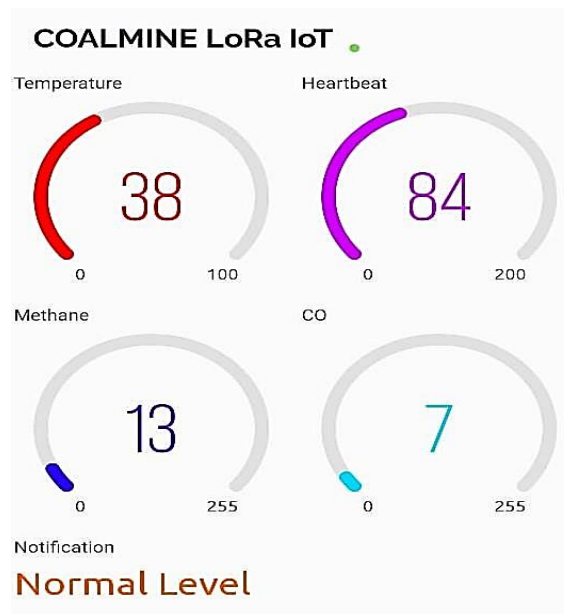 COALMINE LoRa IoT
Temperature Heartbeat
38 84
0 100 0 200
Methane CO
13 7
0 255 0 255
Notification
Normal Level